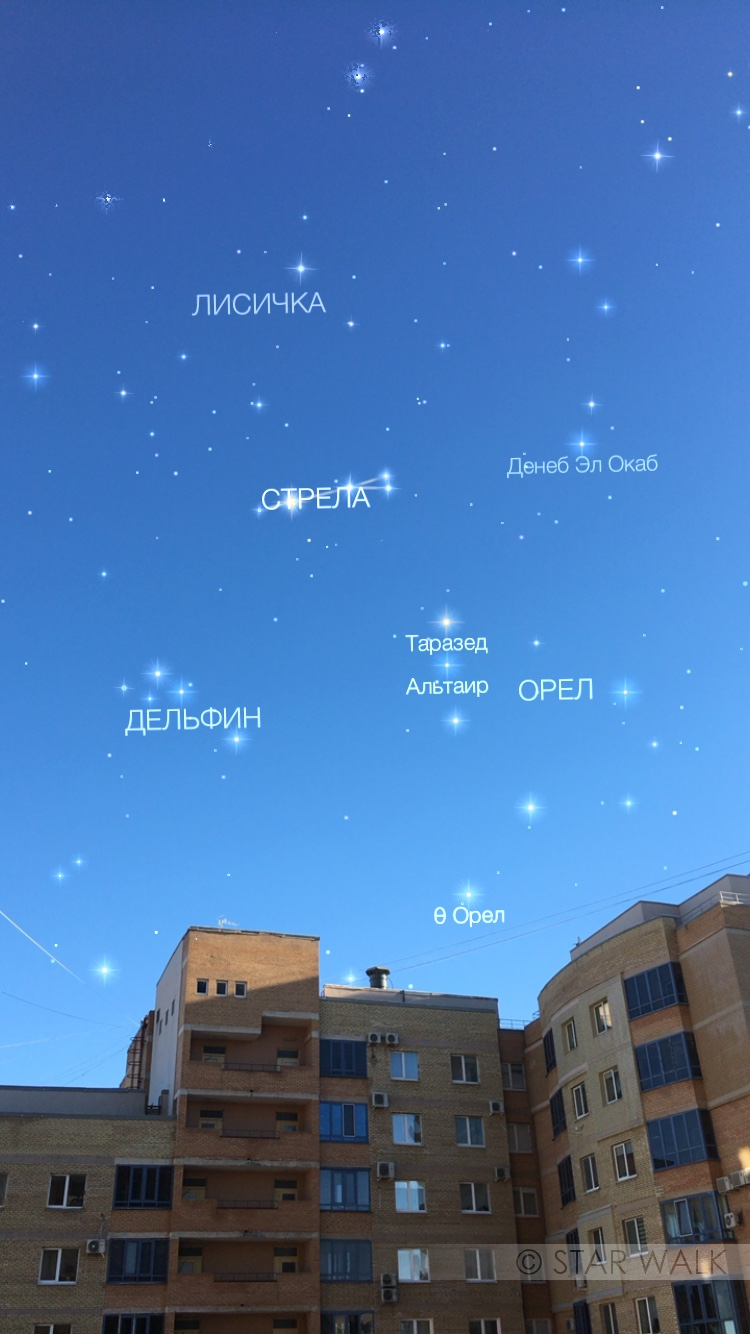 ЛИСИЧКА
Денеб Эл Окаб
СТРЕЛА
Таразед
Альтаир
ОРЕЛ
ДЕЛЬФИН
θ Орел
© STAR WALK